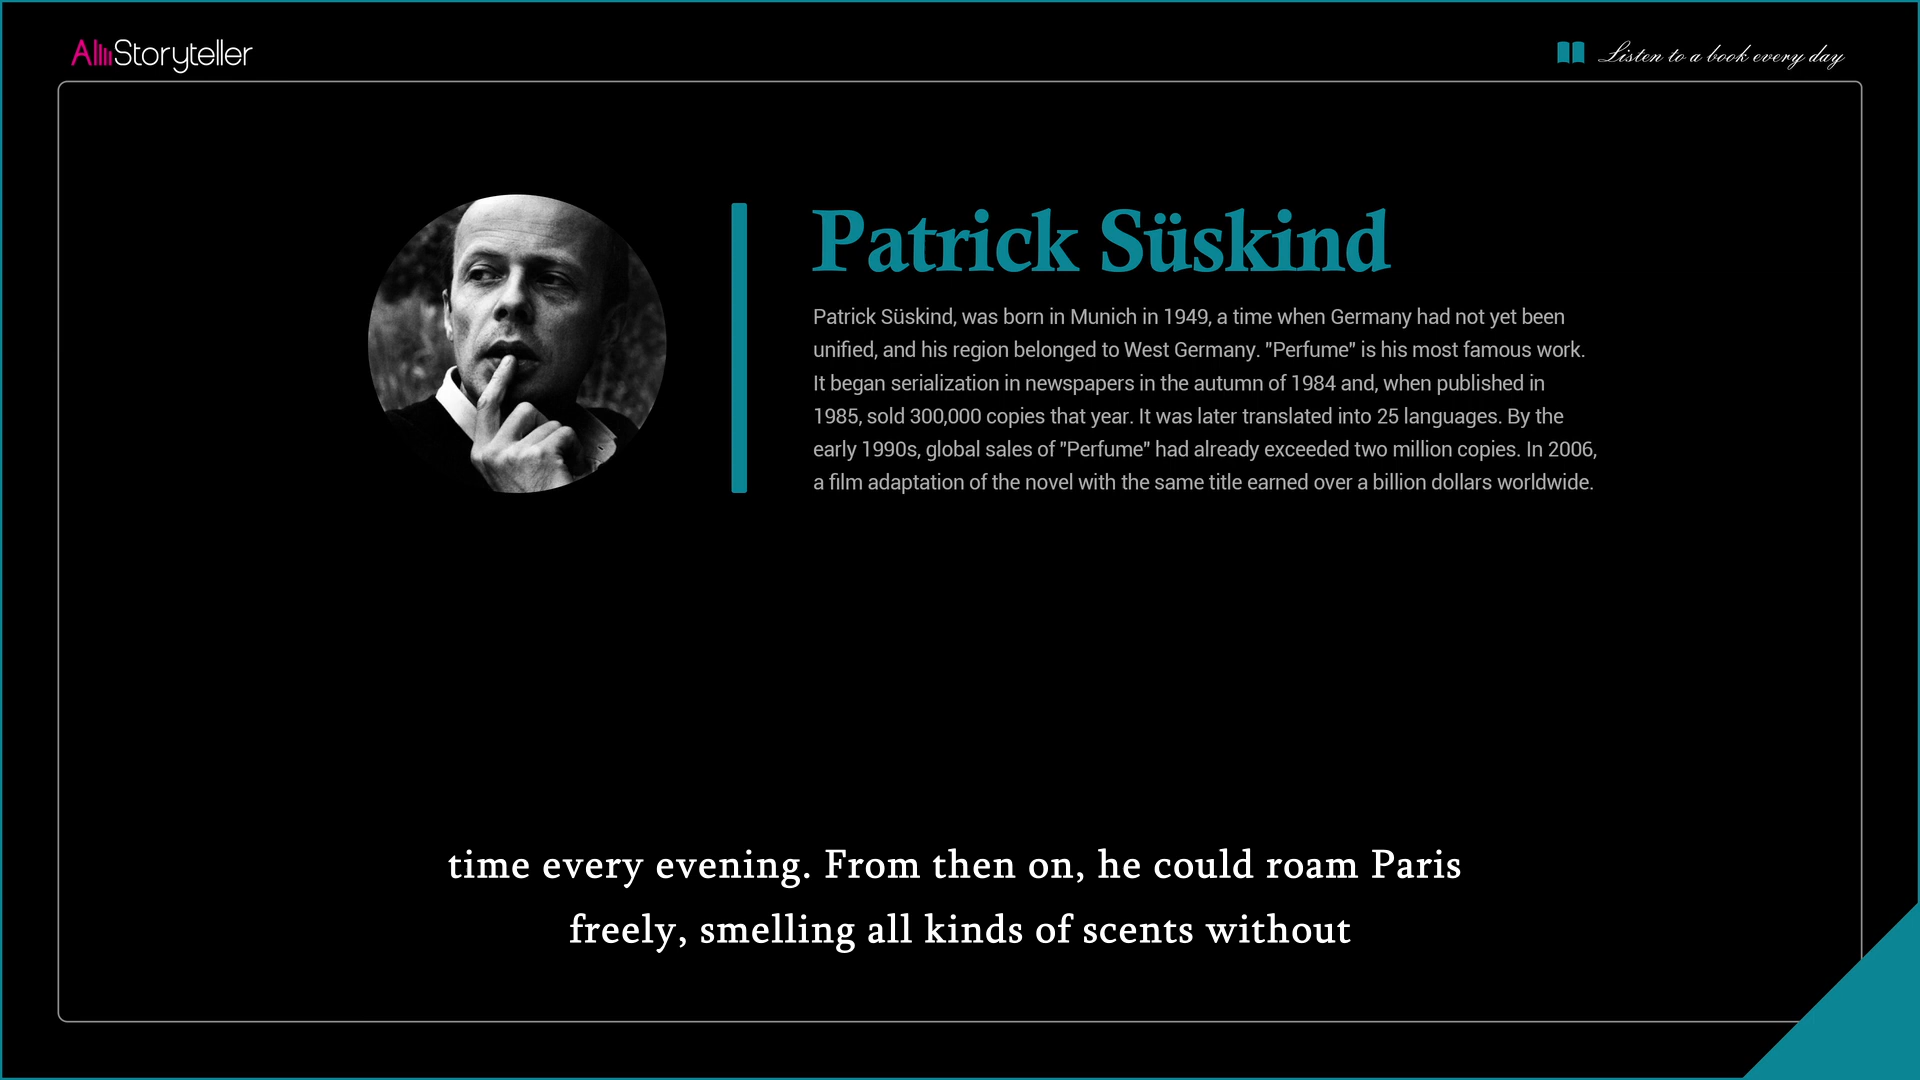 AllStoryteller
Listen to a book every day
Patrick Süskind
Patrick Süskind, was born in Munich in 1949, a time when Germany had not yet been
unified, and his region belonged to West Germany. "Perfume" is his most famous work.
It began serialization in newspapers in the autumn of 1984 and, when published in
1985, sold 300,000 copies that year. It was later translated into 25 languages. By the
early 1990s, global sales of "Perfume" had already exceeded two million copies. In 2006,
a film adaptation of the novel with the same title earned over a billion dollars worldwide.
time every evening. From then on, he could roam Paris
freely, smelling all kinds of scents without